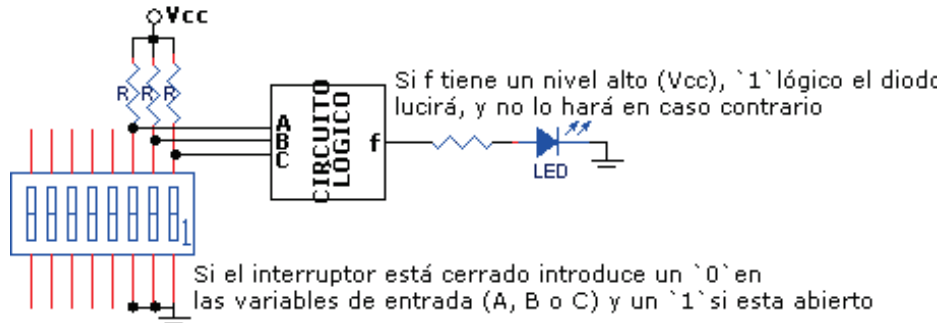 Vcc
R R R
A
B
C
f
CIRCUITO
LOGICO
Si f tiene un nivel alto (Vcc), `1` lógico el diodo
lucirá, y no lo hará en caso contrario
LED
1
Si el interruptor está cerrado introduce un `0` en
las variables de entrada (A, B o C) y un `1` si esta abierto